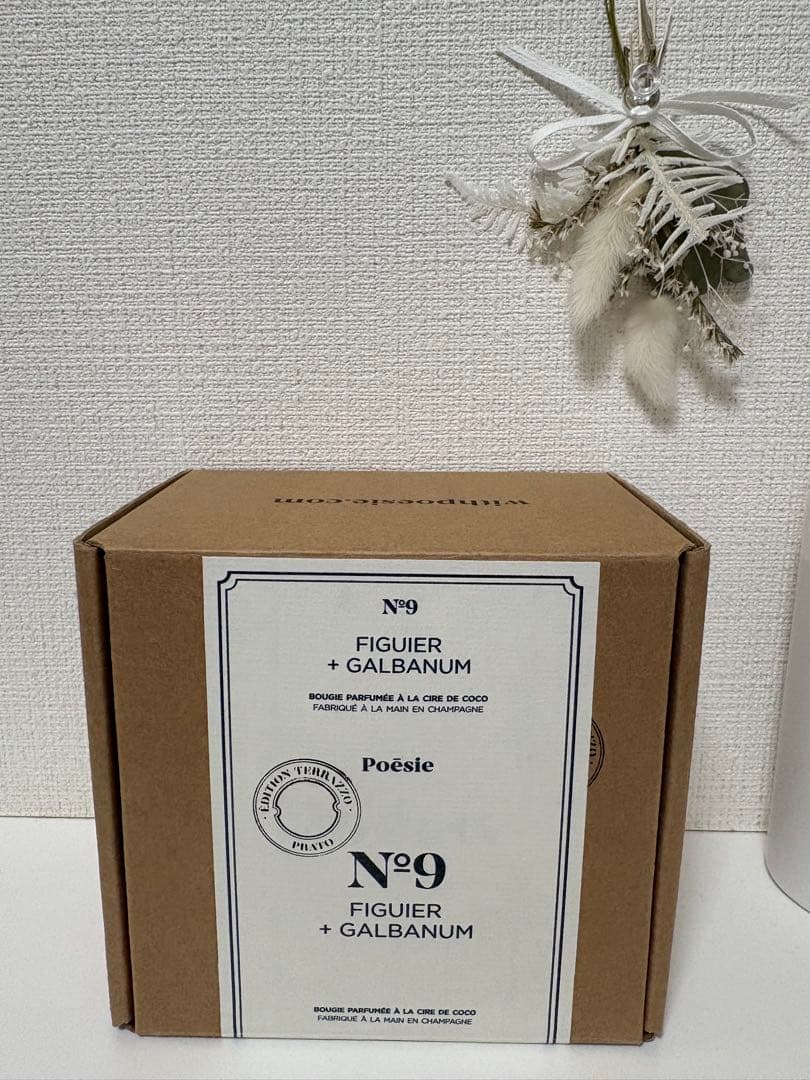 withpoesie.com
Nº9
FIGUIER
+ GALBANUM
BOUGIE PARFUMÉE À LA CIRE DE COCO
FABRIQUÉ À LA MAIN EN CHAMPAGNE
Poēsie
· ÉDITION TERRAZZO ·
PRATO
Nº9
FIGUIER
+ GALBANUM
BOUGIE PARFUMÉE À LA CIRE DE COCO
FABRIQUÉ À LA MAIN EN CHAMPAGNE